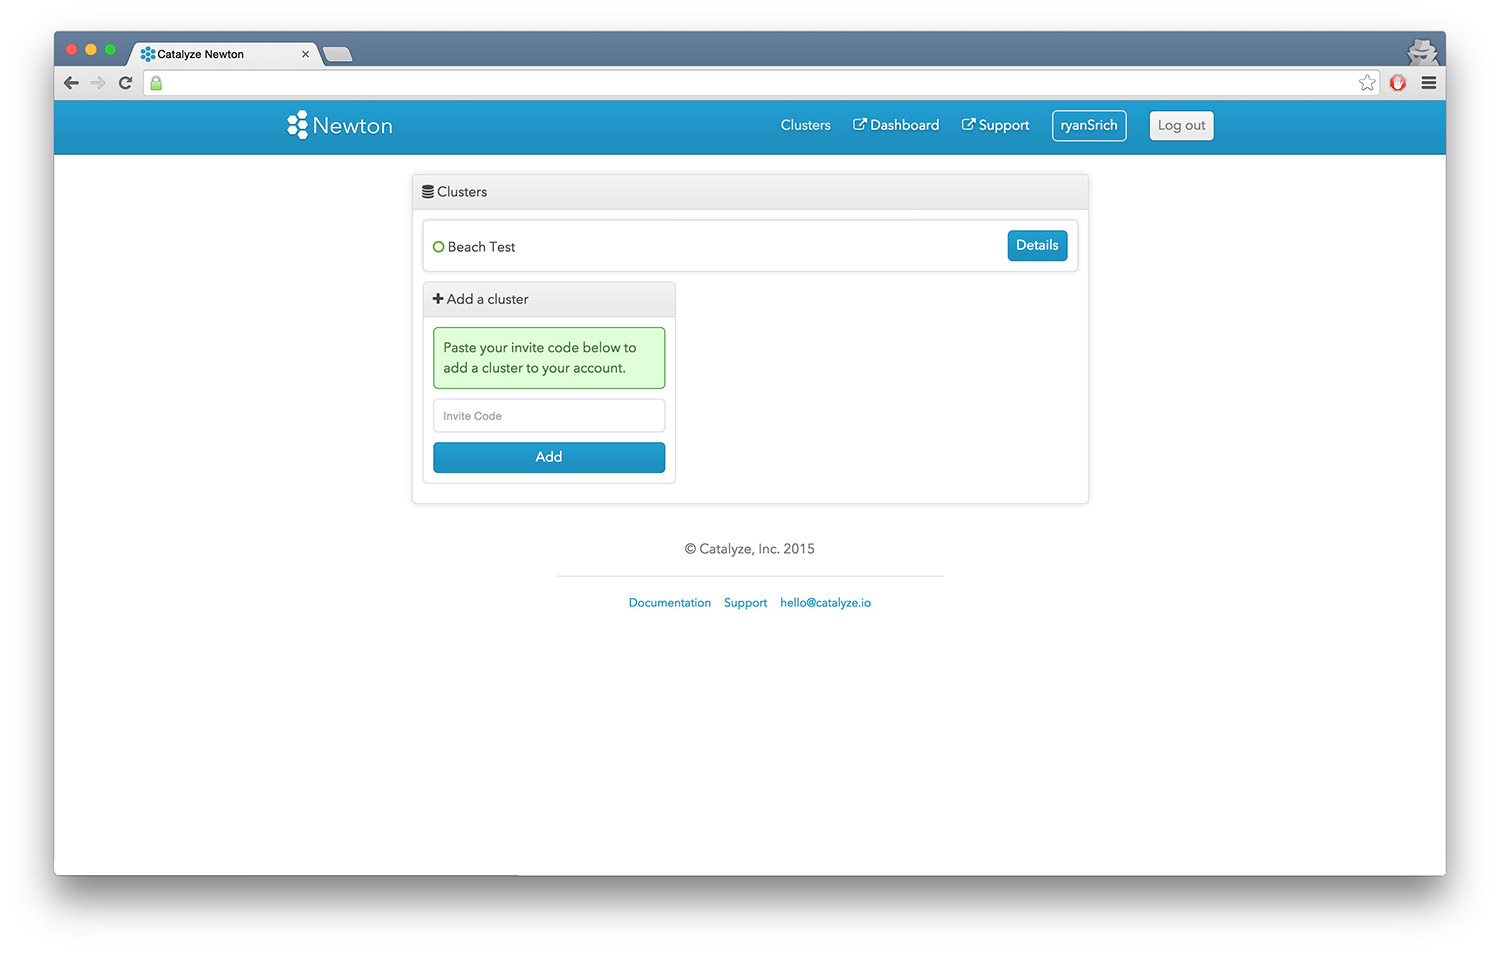 Catalyze Newton
Newton
Clusters
Dashboard
Support
ryanSrich
Log out
Clusters
Beach Test
Details
Add a cluster
Paste your invite code below to
add a cluster to your account.
Invite Code
Add
© Catalyze, Inc. 2015
Documentation
Support
hello@catalyze.io